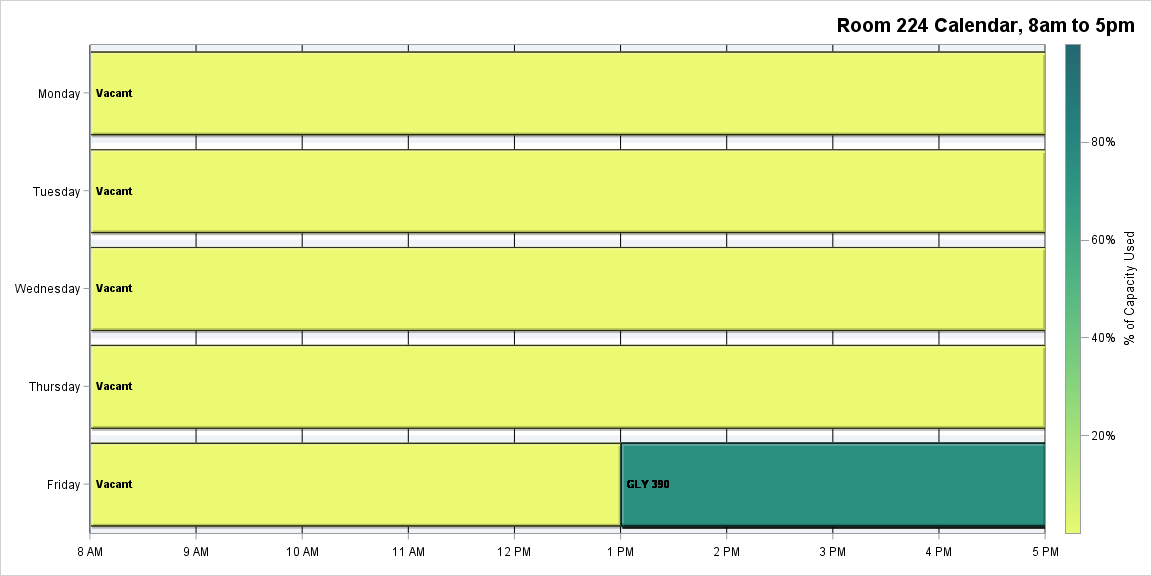 Room 224 Calendar, 8am to 5pm
Monday
Vacant
Tuesday
Vacant
Wednesday
Vacant
Thursday
Vacant
Friday
Vacant
GLY 390
8 AM
9 AM
10 AM
11 AM
12 PM
1 PM
2 PM
3 PM
4 PM
5 PM
80%
60%
40%
20%
% of Capacity Used